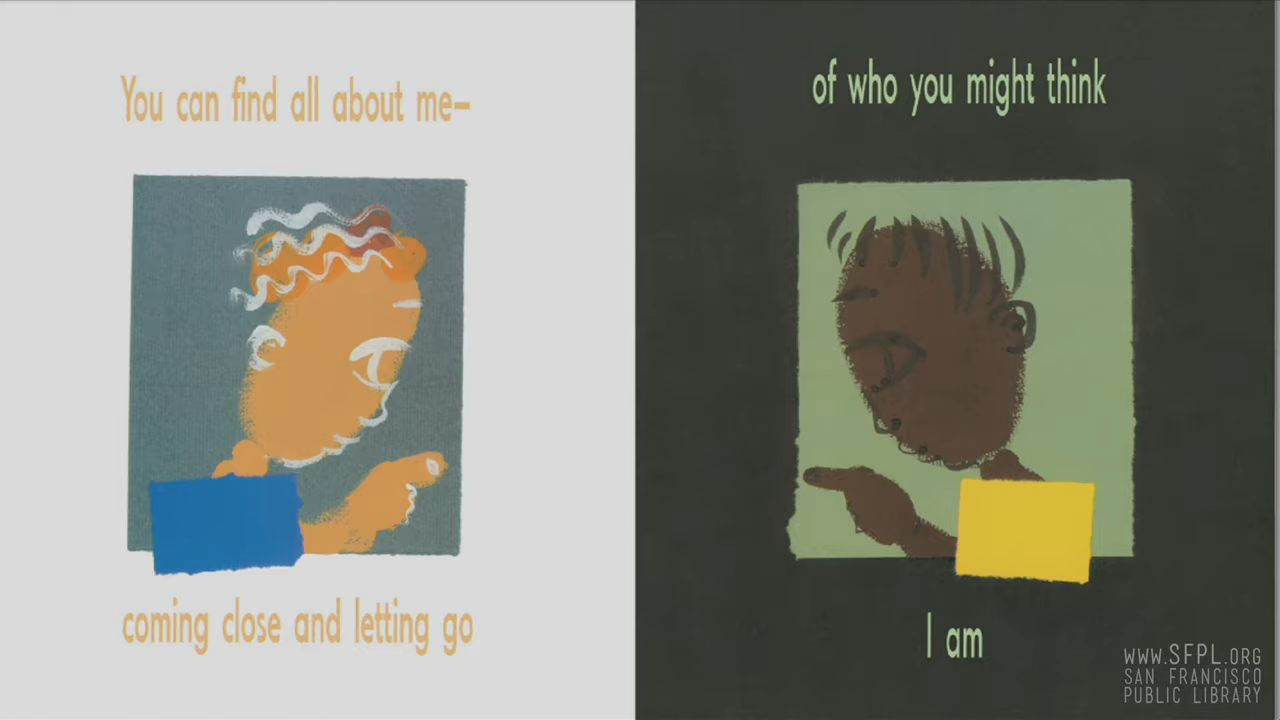 You can find all about me–
coming close and letting go
of who you might think
I am
www.SFPL.ORG
SAN FRANCISCO
PUBLIC LIBRARY